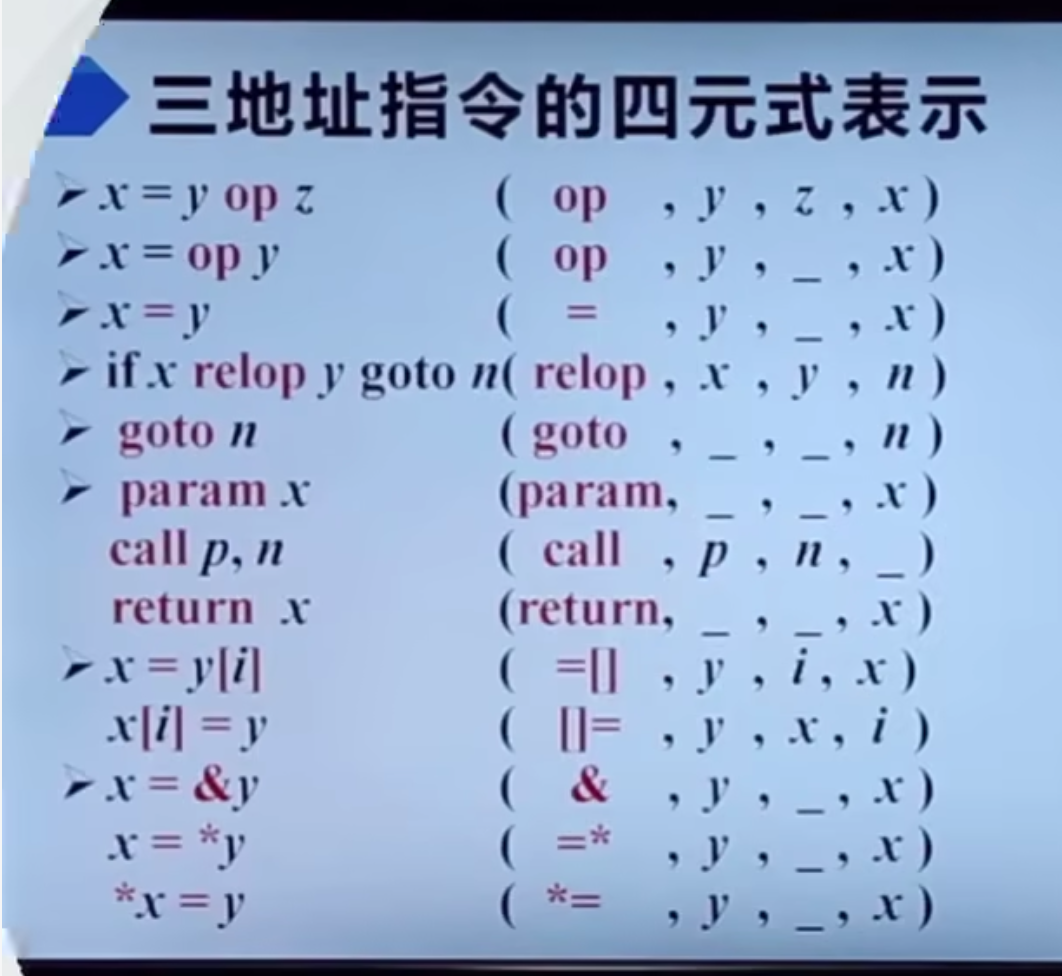 三地址指令的四元式表示
➤ x = y op z ( op , y , z , x )
➤ x = op y ( op , y , _ , x )
➤ x = y ( = , y , _ , x )
➤ if x relop y goto n ( relop , x , y , n )
➤ goto n ( goto , _ , _ , n )
➤ param x (param, _ , _ , x )
call p, n ( call , p , n , _ )
return x (return, _ , _ , x )
➤ x = y[i] ( =[] , y , i , x )
x[i] = y ( []= , y , x , i )
➤ x = &y ( & , y , _ , x )
x = *y ( =* , y , _ , x )
*x = y ( *= , y , _ , x )